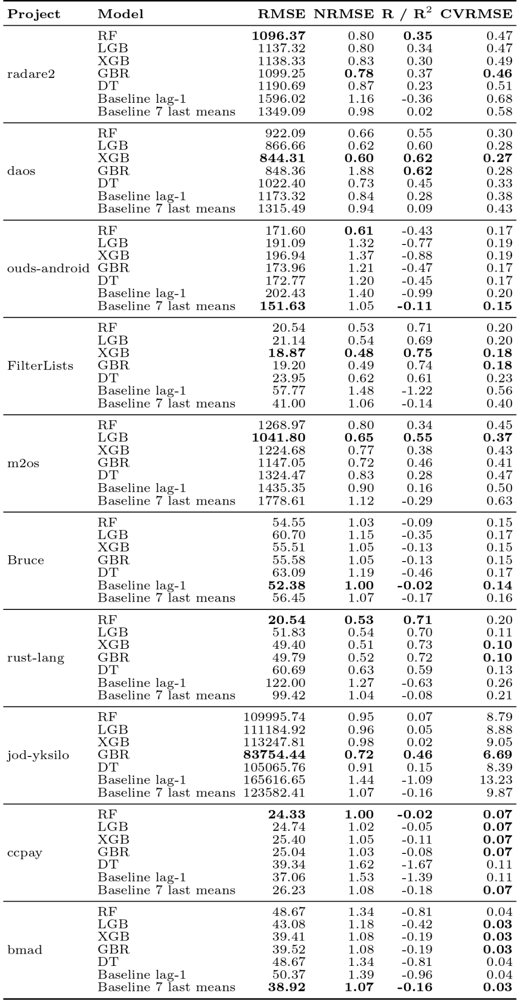 Project Model RMSE NRMSE R / R² CVRMSE
RF 1096.37 0.80 0.35 0.47
LGB 1137.32 0.80 0.34 0.47
XGB 1138.33 0.83 0.30 0.49
radare2 GBR 1099.25 0.78 0.37 0.46
DT 1190.69 0.87 0.23 0.51
Baseline lag-1 1596.02 1.16 -0.36 0.68
Baseline 7 last means 1349.09 0.98 0.02 0.58
RF 922.09 0.66 0.55 0.30
LGB 866.66 0.62 0.60 0.28
XGB 844.31 0.60 0.62 0.27
daos GBR 848.36 1.88 0.62 0.28
DT 1022.40 0.73 0.45 0.33
Baseline lag-1 1173.32 0.84 0.28 0.38
Baseline 7 last means 1315.49 0.94 0.09 0.43
RF 171.60 0.61 -0.43 0.17
LGB 191.09 1.32 -0.77 0.19
XGB 196.94 1.37 -0.88 0.19
ouds-android GBR 173.96 1.21 -0.47 0.17
DT 172.77 1.20 -0.45 0.17
Baseline lag-1 202.43 1.40 -0.99 0.20
Baseline 7 last means 151.63 1.05 -0.11 0.15
RF 20.54 0.53 0.71 0.20
LGB 21.14 0.54 0.69 0.20
XGB 18.87 0.48 0.75 0.18
FilterLists GBR 19.20 0.49 0.74 0.18
DT 23.95 0.62 0.61 0.23
Baseline lag-1 57.77 1.48 -1.22 0.56
Baseline 7 last means 41.00 1.06 -0.14 0.40
RF 1268.97 0.80 0.34 0.45
LGB 1041.80 0.65 0.55 0.37
XGB 1224.68 0.77 0.38 0.43
m2os GBR 1147.05 0.72 0.46 0.41
DT 1324.47 0.83 0.28 0.47
Baseline lag-1 1435.35 0.90 0.16 0.50
Baseline 7 last means 1778.61 1.12 -0.29 0.63
RF 54.55 1.03 -0.09 0.15
LGB 60.70 1.15 -0.35 0.17
XGB 55.51 1.05 -0.13 0.15
Bruce GBR 55.58 1.05 -0.13 0.15
DT 63.09 1.19 -0.46 0.17
Baseline lag-1 52.38 1.00 -0.02 0.14
Baseline 7 last means 56.45 1.07 -0.17 0.16
RF 20.54 0.53 0.71 0.20
LGB 51.83 0.54 0.70 0.11
XGB 49.40 0.51 0.73 0.10
rust-lang GBR 49.79 0.52 0.72 0.10
DT 60.69 0.63 0.59 0.13
Baseline lag-1 122.00 1.27 -0.63 0.26
Baseline 7 last means 99.42 1.04 -0.08 0.21
RF 109995.74 0.95 0.07 8.79
LGB 111184.92 0.96 0.05 8.88
XGB 113247.81 0.98 0.02 9.05
jod-yksilo GBR 83754.44 0.72 0.46 6.69
DT 105065.76 0.91 0.15 8.39
Baseline lag-1 165616.65 1.44 -1.09 13.23
Baseline 7 last means 123582.41 1.07 -0.16 9.87
RF 24.33 1.00 -0.02 0.07
LGB 24.74 1.02 -0.05 0.07
XGB 25.40 1.05 -0.11 0.07
ccpay GBR 25.04 1.03 -0.08 0.07
DT 39.34 1.62 -1.67 0.11
Baseline lag-1 37.06 1.53 -1.39 0.11
Baseline 7 last means 26.23 1.08 -0.18 0.07
RF 48.67 1.34 -0.81 0.04
LGB 43.08 1.18 -0.42 0.03
XGB 39.41 1.08 -0.19 0.03
bmad GBR 39.52 1.08 -0.19 0.03
DT 48.67 1.34 -0.81 0.04
Baseline lag-1 50.37 1.39 -0.96 0.04
Baseline 7 last means 38.92 1.07 -0.16 0.03